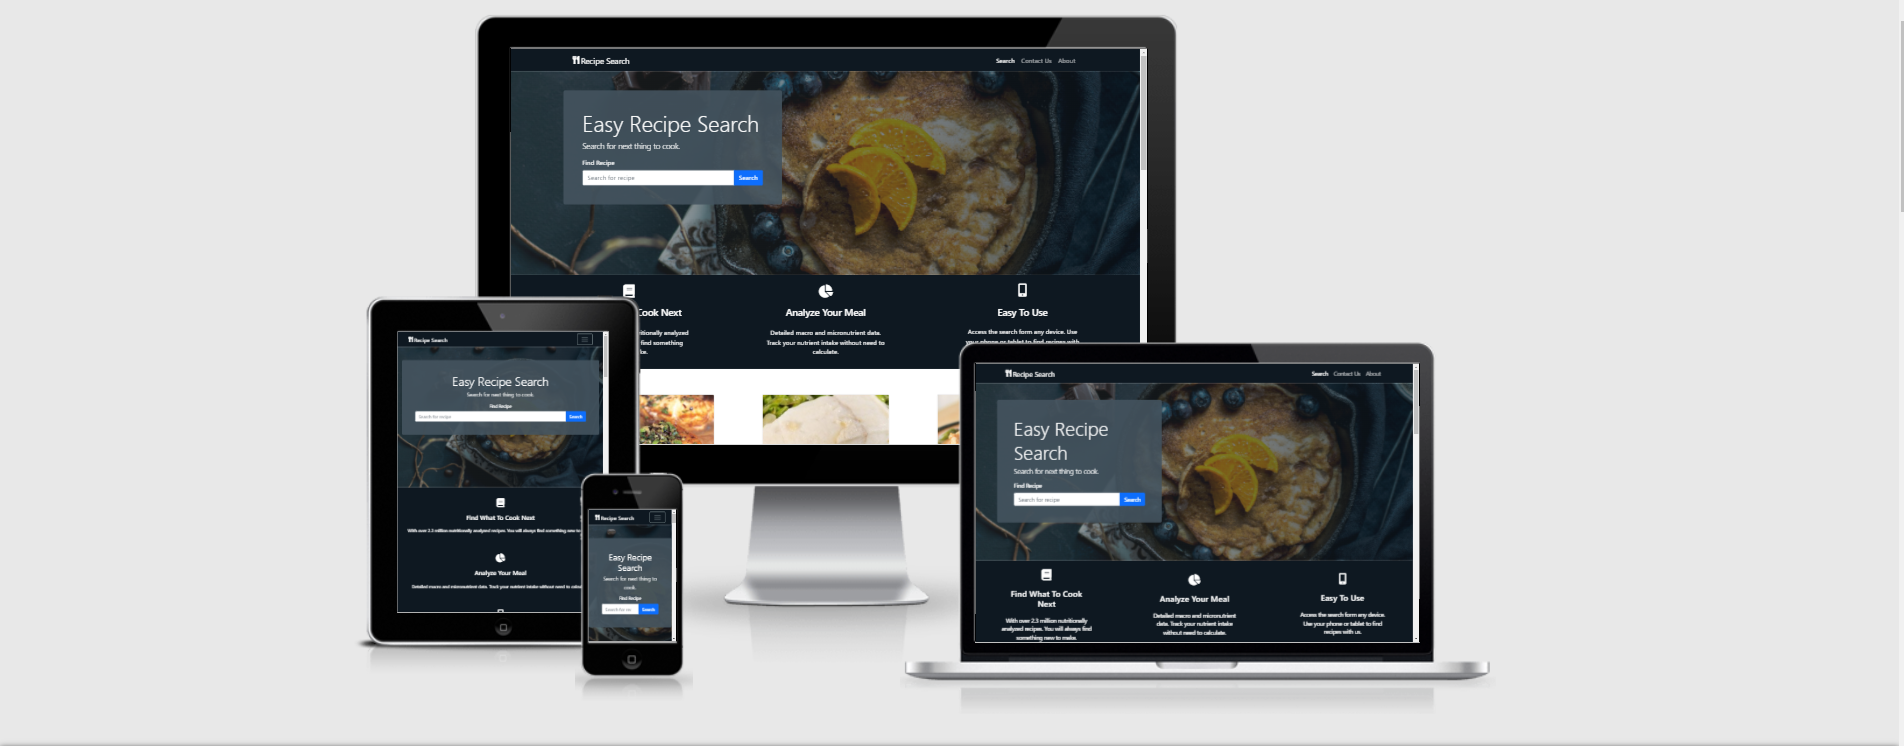 Recipe Search
Search Contact Us About
Easy Recipe Search
Search for next thing to cook.
Find Recipe
Search for recipe Search
Cook Next
Analyze Your Meal
Easy To Use
find something
Detailed macro and micronutrient data.
Track your nutrient intake without need to
calculate.
Access the search form any device. Use
your phone or tablet to find recipes with
Recipe Search
Easy Recipe Search
Search for next thing to cook.
Find Recipe
Search for recipe Search
Find What To Cook Next
With over 2.3 million nutritionally analyzed recipes. You will always find something new to
Analyze Your Meal
Detailed macro and micronutrient data. Track your nutrient intake without need to
Recipe Search
Easy Recipe
Search
Search for next thing to
cook.
Find Recipe
Search for Search
Recipe Search
Search Contact Us About
Easy Recipe
Search
Search for next thing to cook.
Find Recipe
Search for recipe Search
Find What To Cook
Next
With over 2.3 million nutritionally
analyzed recipes. You will always find
something new to make.
Analyze Your Meal
Detailed macro and micronutrient
data. Track your nutrient intake
without need to calculate.
Easy To Use
Access the search form any device.
Use your phone or tablet to find
recipes with us.